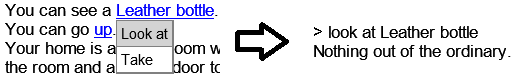 You can see a Leather bottle.
You can go up.
Look at
Your home is a oom w
Take
the room and a door to
> look at Leather bottle
Nothing out of the ordinary.